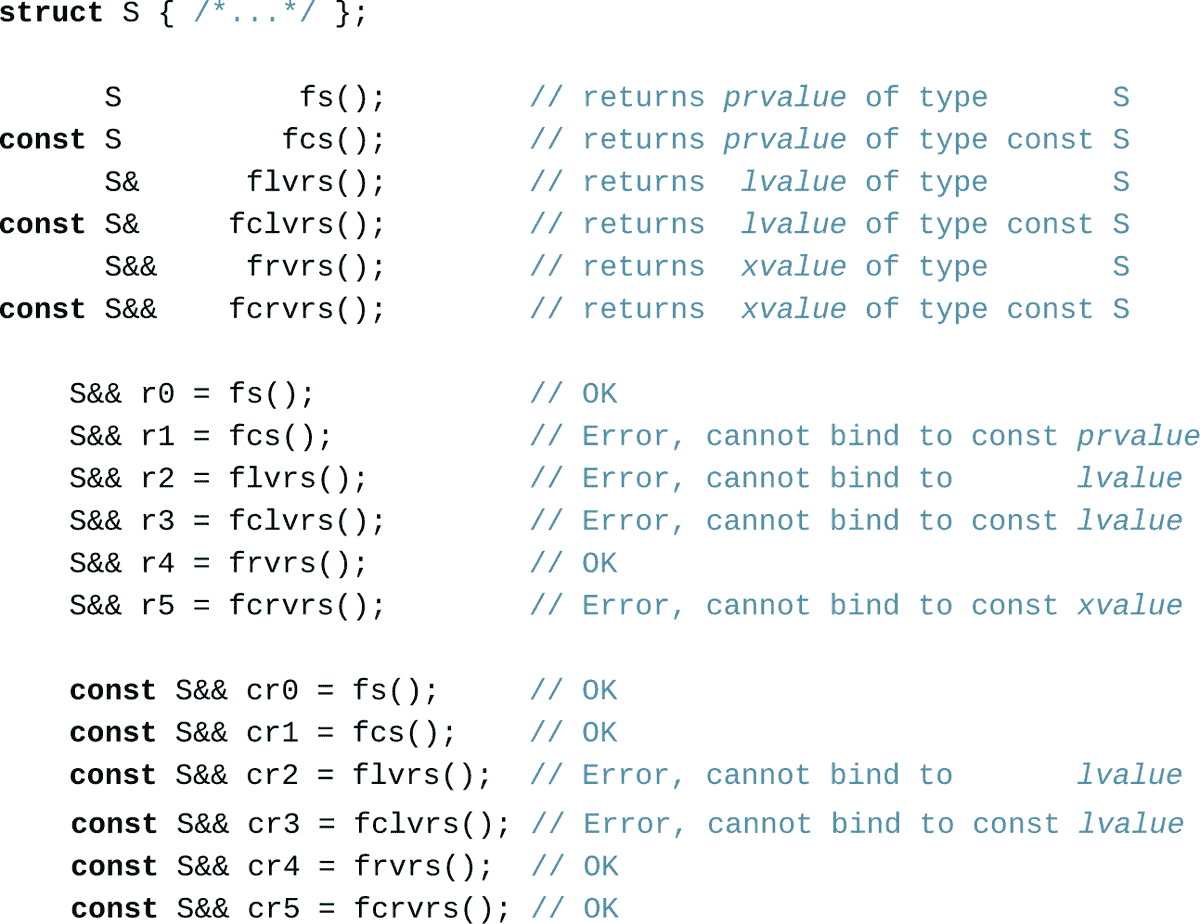 struct S { /*...*/ };
      S          fs();        // returns prvalue of type       S
const S         fcs();        // returns prvalue of type const S
      S&      flvrs();        // returns  lvalue of type       S
const S&     fclvrs();        // returns  lvalue of type const S
      S&&     frvrs();        // returns  xvalue of type       S
const S&&    fcrvrs();        // returns  xvalue of type const S
    S&& r0 = fs();            // OK
    S&& r1 = fcs();           // Error, cannot bind to const prvalue
    S&& r2 = flvrs();         // Error, cannot bind to       lvalue
    S&& r3 = fclvrs();        // Error, cannot bind to const lvalue
    S&& r4 = frvrs();         // OK
    S&& r5 = fcrvrs();        // Error, cannot bind to const xvalue
    const S&& cr0 = fs();     // OK
    const S&& cr1 = fcs();    // OK
    const S&& cr2 = flvrs();  // Error, cannot bind to       lvalue
    const S&& cr3 = fclvrs(); // Error, cannot bind to const lvalue
    const S&& cr4 = frvrs();  // OK
    const S&& cr5 = fcrvrs(); // OK